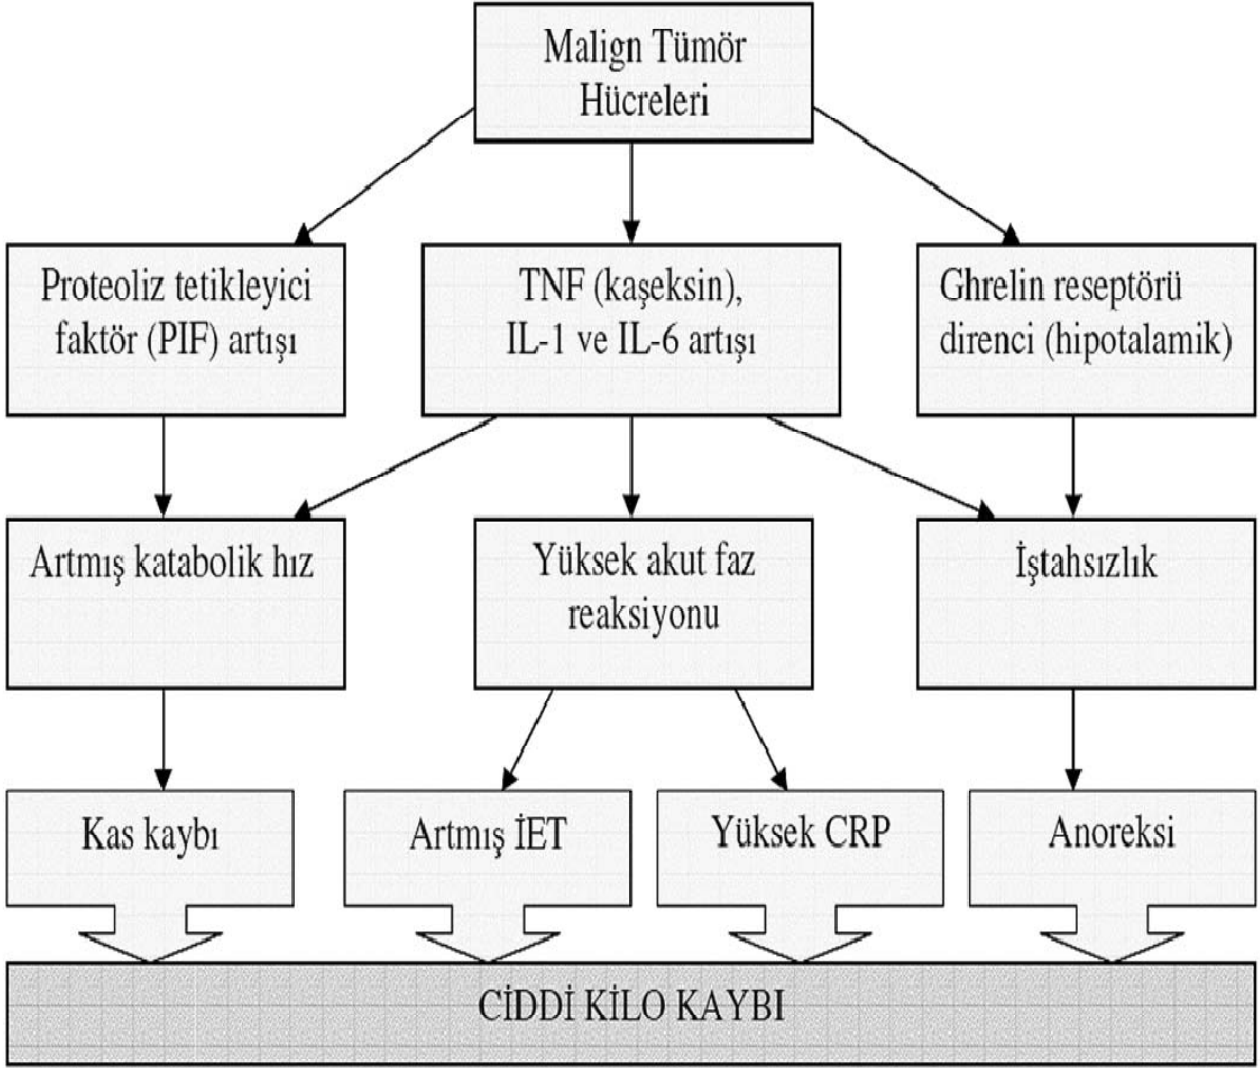 Malign Tümör
Hücreleri
Proteoliz tetikleyici
faktör (PIF) artışı
TNF (kaşeksin),
IL-1 ve IL-6 artışı
Ghrelin reseptörü
direnci (hipotalamik)
Artmış katabolik hız
Yüksek akut faz
reaksiyonu
İştahsızlık
Kas kaybı
Artmış İET
Yüksek CRP
Anoreksi
CİDDİ KİLO KAYBI